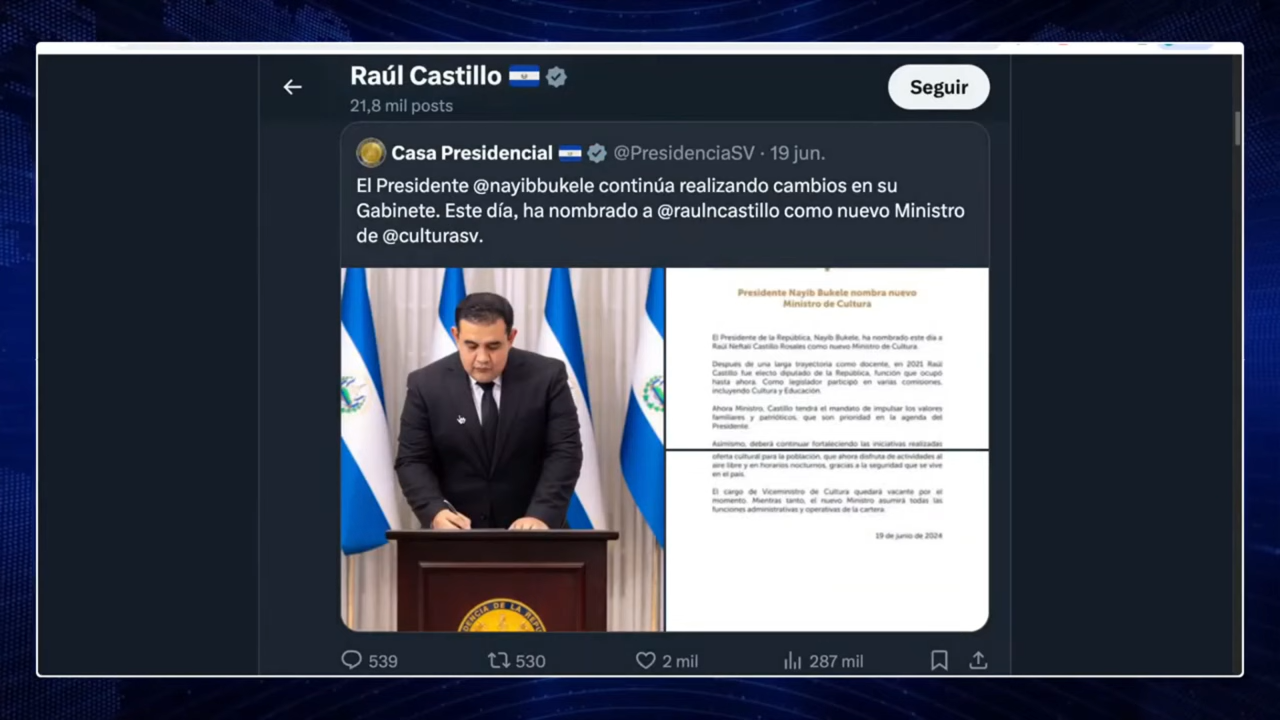 Raúl Castillo
21,8 mil posts
Seguir
Casa Presidencial @PresidenciaSV · 19 jun.
El Presidente @nayibbukele continúa realizando cambios en su
Gabinete. Este día, ha nombrado a @raulncastillo como nuevo Ministro
de @culturasv.
Presidente Nayib Bukele nombra nuevo
Ministro de Cultura
El Presidente de la República, Nayib Bukele, ha nombrado este día a
Raúl Neftalí Castillo Rosales como nuevo Ministro de Cultura.
Después de una larga trayectoria como docente, en 2021 Raúl
Castillo fue electo diputado de la República, función que ocupó
hasta ahora. Como legislador participó en varias comisiones,
incluyendo Cultura y Educación.
Ahora Ministro, Castillo tendrá el mandato de impulsar los valores
familiares y patrióticos, que son prioridad en la agenda del
Presidente.
Asimismo, deberá continuar fortaleciendo las iniciativas realizadas
oferta cultural para la población, que ahora disfruta de actividades al
aire libre y en horarios nocturnos, gracias a la seguridad que se vive
en el país.
El cargo de Viceministro de Cultura quedará vacante por el
momento. Mientras tanto, el nuevo Ministro asumirá todas las
funciones administrativas y operativas de la cartera.
19 de junio de 2024
DENCIA DE LA REPÚ
539 530 2 mil 287 mil